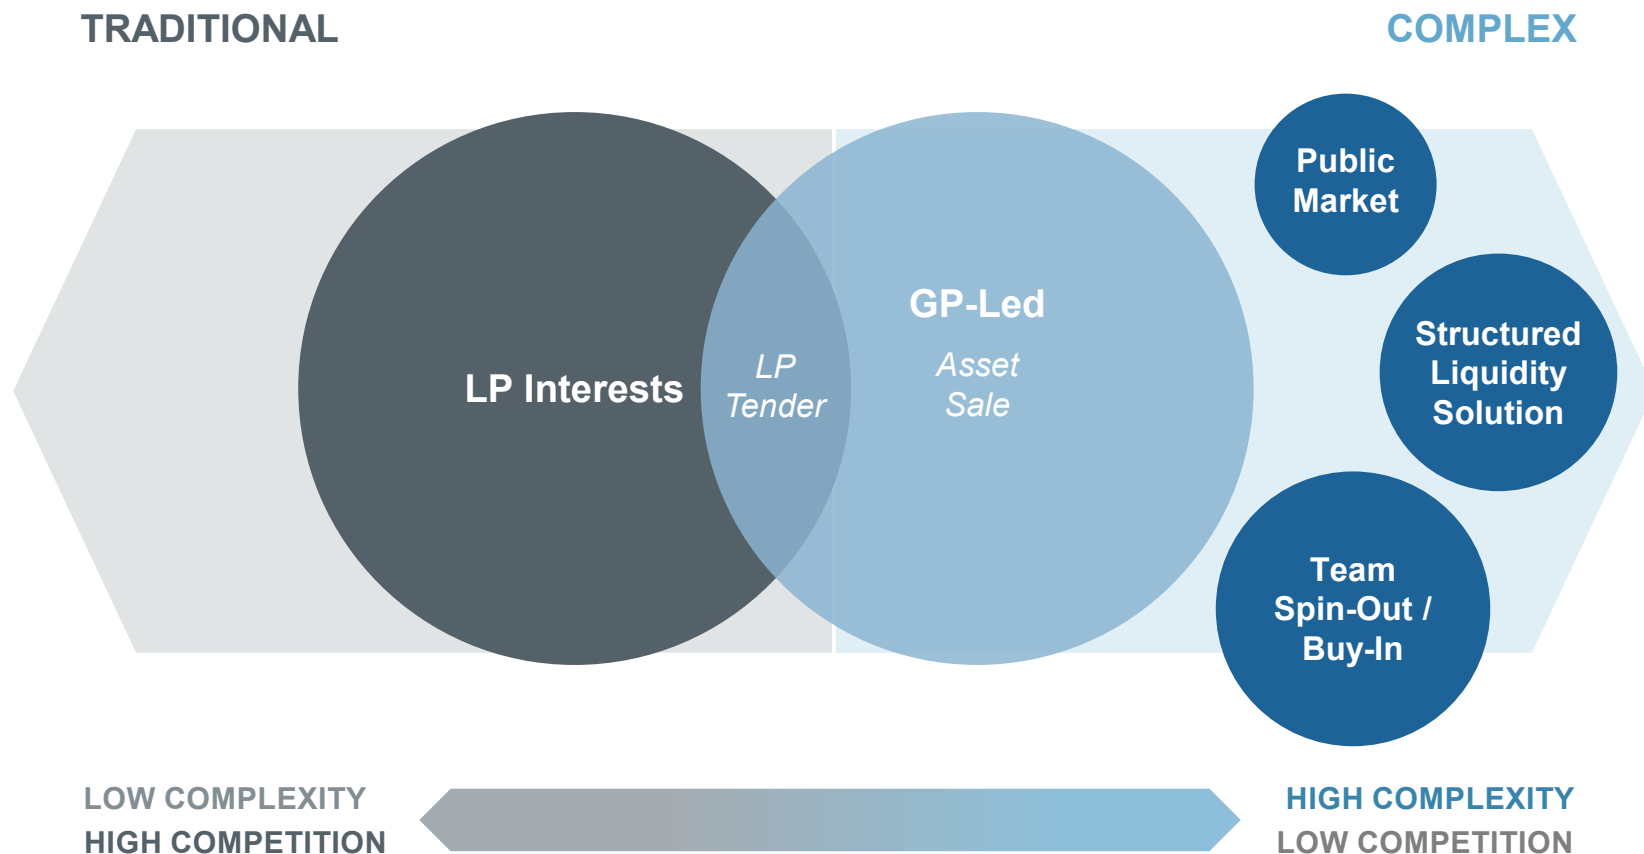 TRADITIONAL
COMPLEX
Public
Market
GP-Led
Asset
Sale
LP Interests
LP
Tender
Structured
Liquidity
Solution
Team
Spin-Out /
Buy-In
LOW COMPLEXITY
HIGH COMPETITION
HIGH COMPLEXITY
LOW COMPETITION